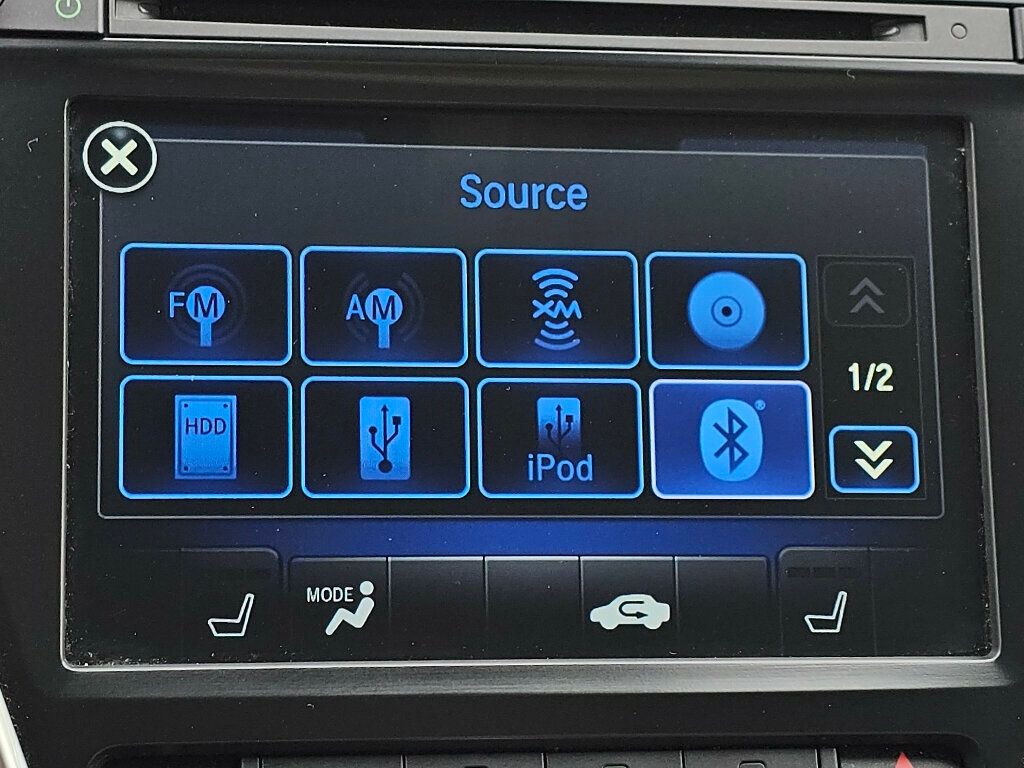 Source
FM
AM
XM
1/2
HDD
iPod
®
MODE